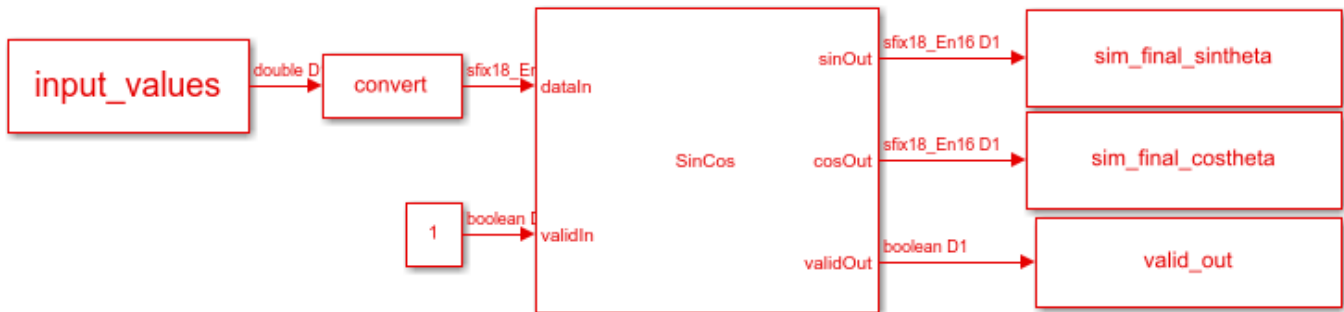 input_values
double D
convert
sfix18_En
dataIn
1
boolean
validIn
SinCos
sinOut
cosOut
validOut
sfix18_En16 D1
sfix18_En16 D1
boolean D1
sim_final_sintheta
sim_final_costheta
valid_out